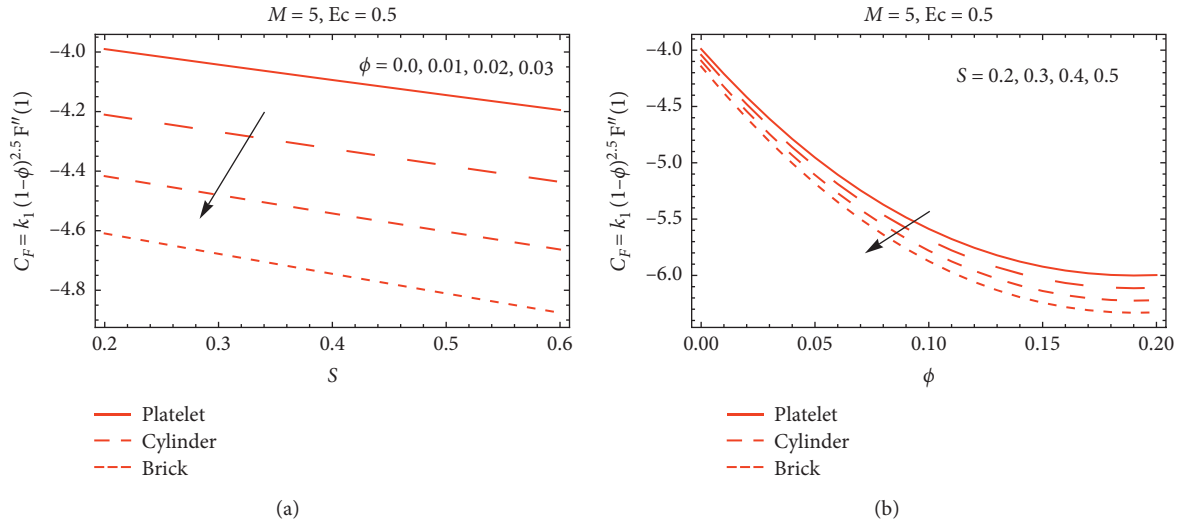 M = 5, Ec = 0.5
C_F = k_1 (1−ϕ)^{2.5} F″(1)
ϕ = 0.0, 0.01, 0.02, 0.03
−4.0
−4.2
−4.4
−4.6
−4.8
0.2 0.3 0.4 0.5 0.6
S
Platelet
Cylinder
Brick
(a)
M = 5, Ec = 0.5
C_F = k_1 (1−ϕ)^{2.5} F″(1)
S = 0.2, 0.3, 0.4, 0.5
−4.0
−4.5
−5.0
−5.5
−6.0
0.00 0.05 0.10 0.15 0.20
ϕ
Platelet
Cylinder
Brick
(b)